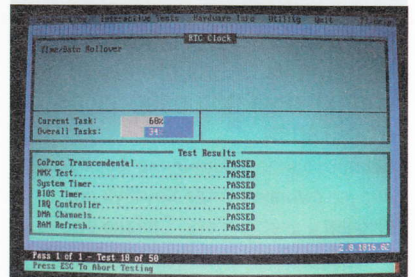 Interactive Tests Hardware Info Utility Quit
RTC Clock
Time/Date Rollover
Current Task: 60%
Overall Tasks: 34%
Test Results
CoProc Transcendental.........................PASSED
MMX Test.........................PASSED
System Timer.........................PASSED
BIOS Timer.........................PASSED
IRQ Controller.........................PASSED
DMA Channels.........................PASSED
RAM Refresh.........................PASSED
Pass 1 of 1 - Test 18 of 50
Press ESC To Abort Testing